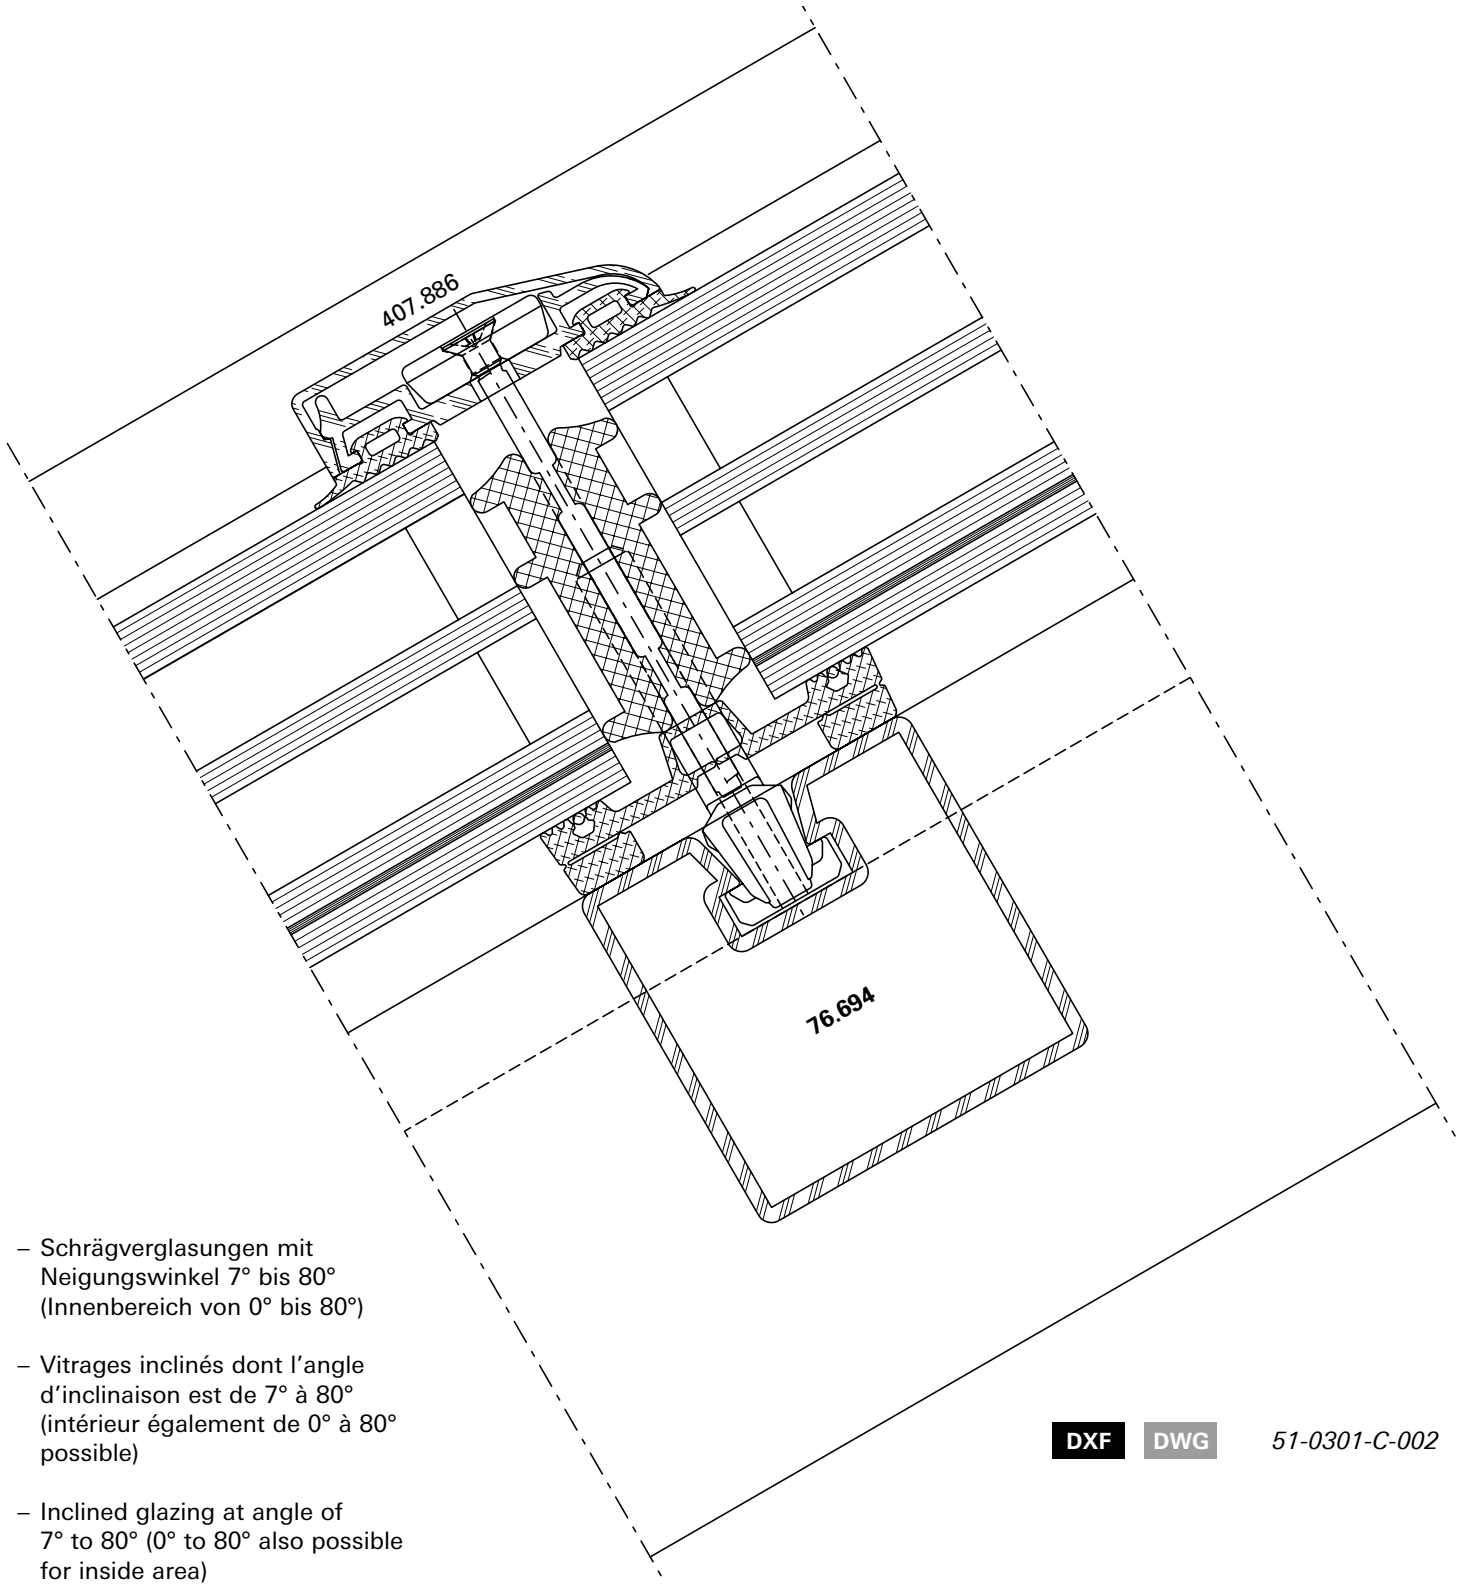 407.886
76.694
– Schrägverglasungen mit
Neigungswinkel 7° bis 80°
(Innenbereich von 0° bis 80°)
– Vitrages inclinés dont l’angle
d’inclinaison est de 7° à 80°
(intérieur également de 0° à 80°
possible)
– Inclined glazing at angle of
7° to 80° (0° to 80° also possible
for inside area)
DXF DWG 51-0301-C-002